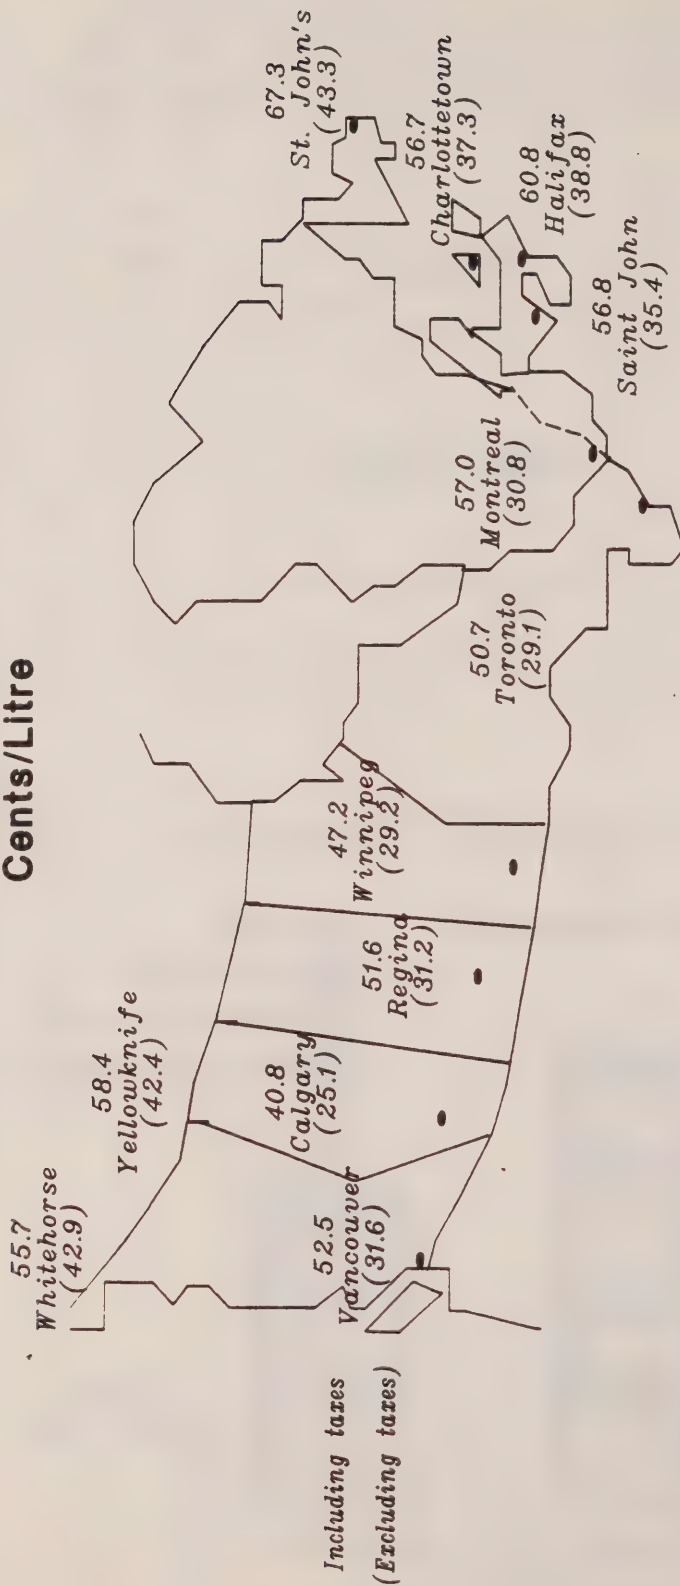 Cents/Litre
55.7
Whitehorse
(42.9)
58.4
Yellowknife
(42.4)
52.5
Vancouver
(31.6)
40.8
Calgary
(25.1)
51.6
Regina
(31.2)
47.2
Winnipeg
(29.2)
50.7
Toronto
(29.1)
57.0
Montreal
(30.8)
67.3
St. John's
(43.3)
56.7
Charlottetown
(37.3)
60.8
Halifax
(38.8)
56.8
Saint John
(35.4)
Including taxes
(Excluding taxes)